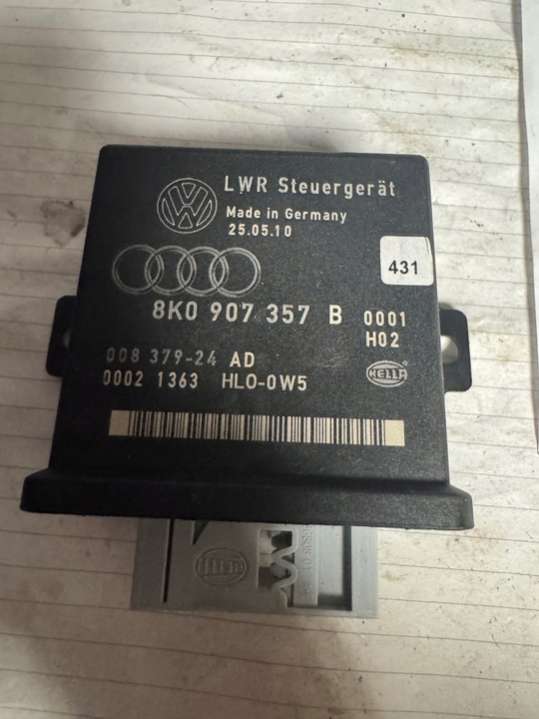 LWR Steuergerät
Made in Germany
25.05.10
431
8K0 907 357 B 0001
H02
008 379-24 AD
0002 1363 HLO-0W5
HELLA
HELLA